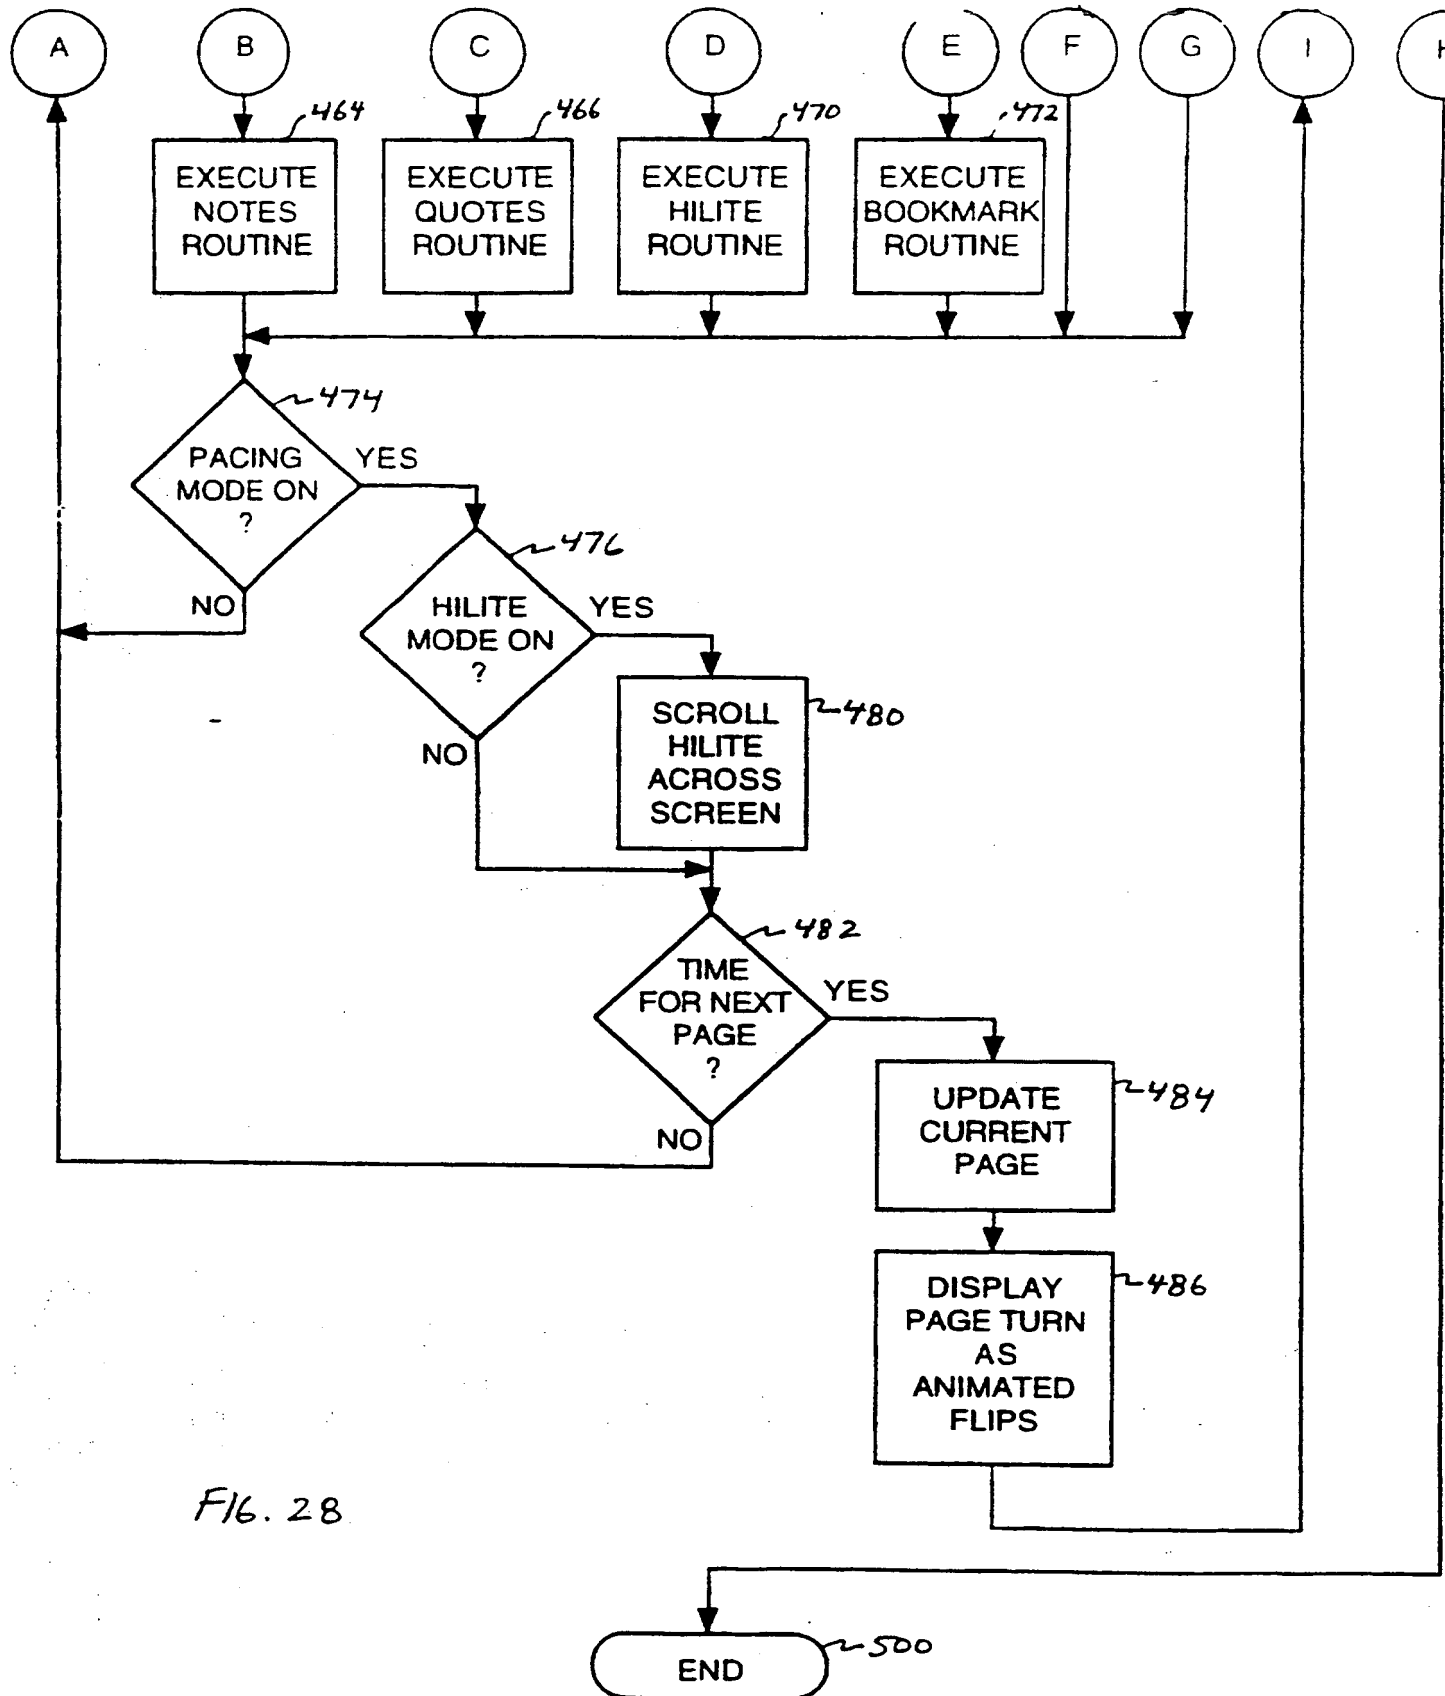 A B C D E F G I
464 466 470 472
EXECUTE
NOTES
ROUTINE
EXECUTE
QUOTES
ROUTINE
EXECUTE
HILITE
ROUTINE
EXECUTE
BOOKMARK
ROUTINE
474
PACING
MODE ON
?
YES
NO
476
HILITE
MODE ON
?
YES
NO
480
SCROLL
HILITE
ACROSS
SCREEN
482
TIME
FOR NEXT
PAGE
?
YES
NO
484
UPDATE
CURRENT
PAGE
486
DISPLAY
PAGE TURN
AS
ANIMATED
FLIPS
FIG. 28
500
END